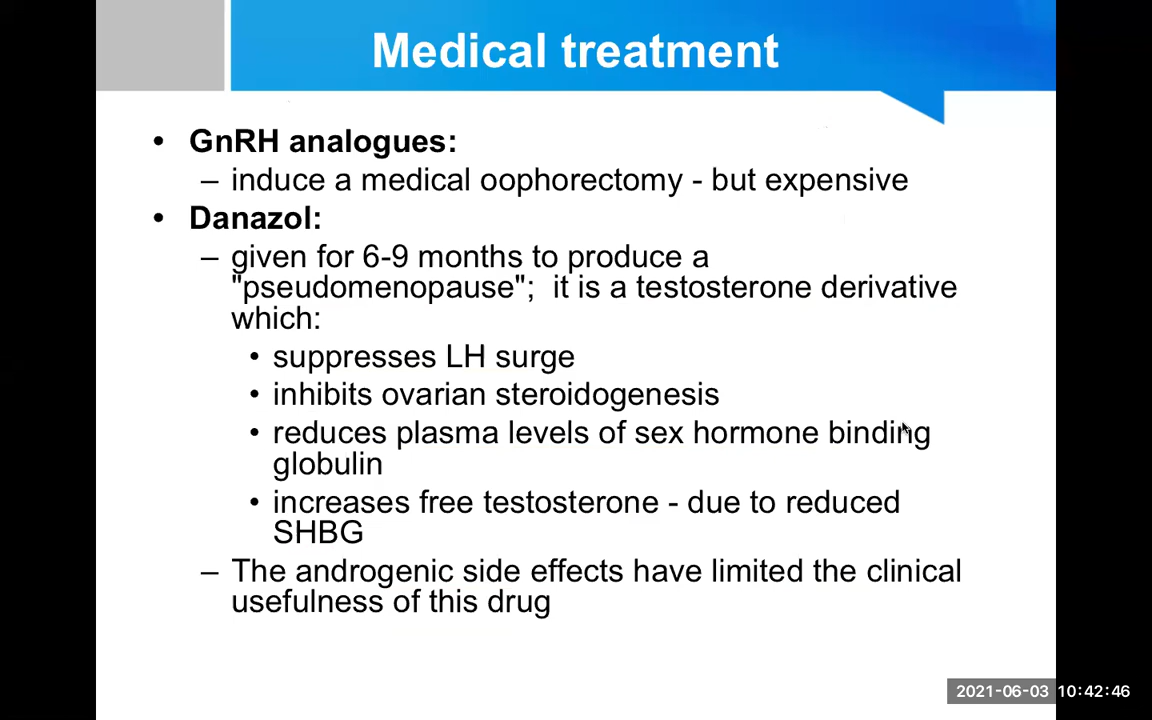 Medical treatment
• GnRH analogues:
– induce a medical oophorectomy - but expensive
• Danazol:
– given for 6-9 months to produce a
"pseudomenopause";  it is a testosterone derivative
which:
• suppresses LH surge
• inhibits ovarian steroidogenesis
• reduces plasma levels of sex hormone binding
globulin
• increases free testosterone - due to reduced
SHBG
– The androgenic side effects have limited the clinical
usefulness of this drug
2021-06-03 10:42:46